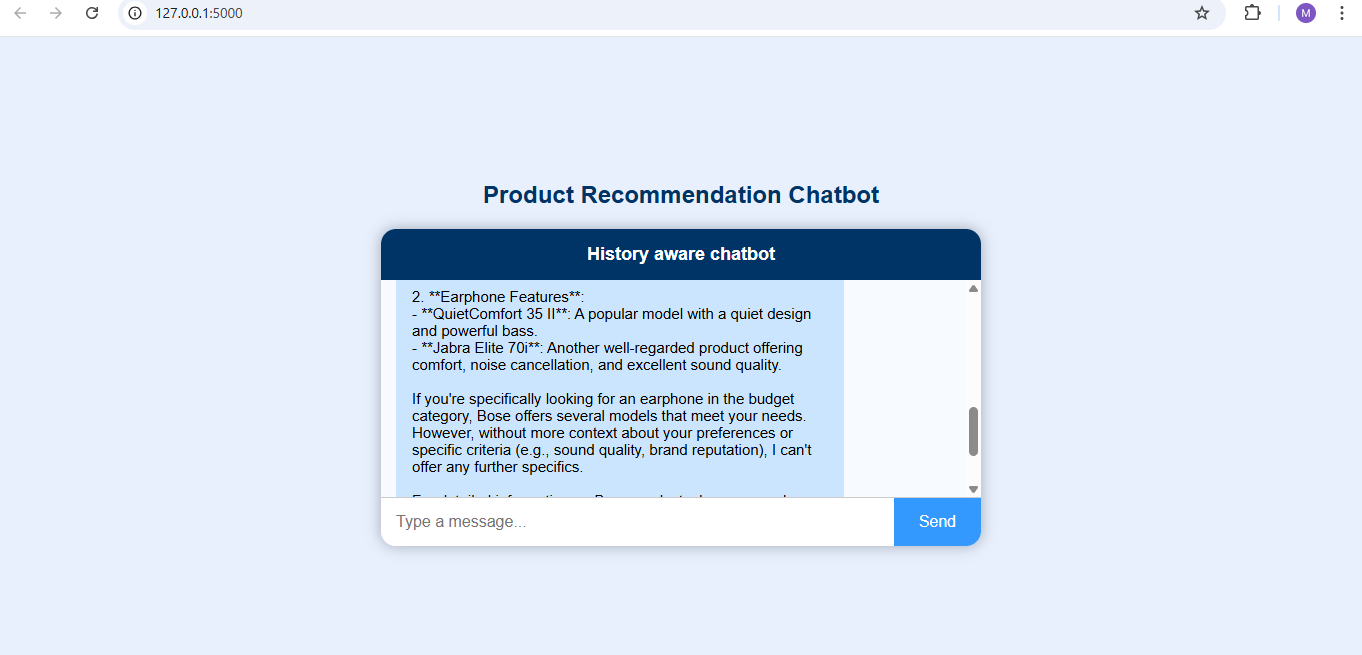 127.0.0.1:5000
M
Product Recommendation Chatbot
History aware chatbot
2. **Earphone Features**:
- **QuietComfort 35 II**: A popular model with a quiet design
and powerful bass.
- **Jabra Elite 70i**: Another well-regarded product offering
comfort, noise cancellation, and excellent sound quality.
If you're specifically looking for an earphone in the budget
category, Bose offers several models that meet your needs.
However, without more context about your preferences or
specific criteria (e.g., sound quality, brand reputation), I can't
offer any further specifics.
Type a message...
Send